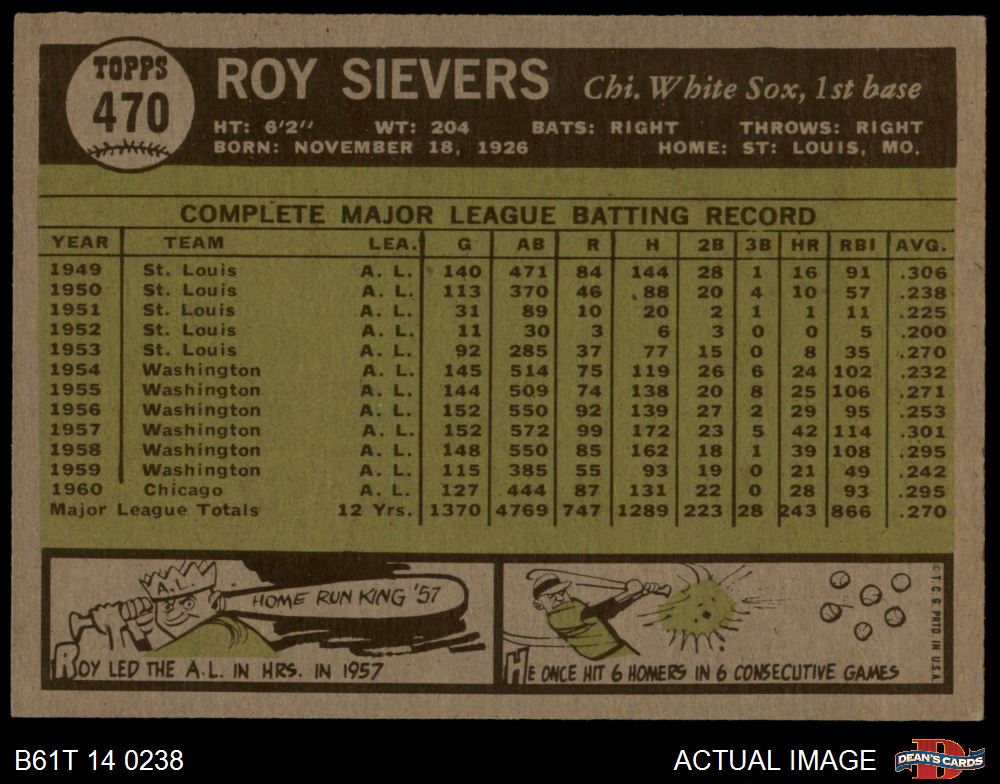 TOPPS
470
ROY SIEVERS Chi. White Sox, 1st base
HT: 6'2" WT: 204 BATS: RIGHT THROWS: RIGHT
BORN: NOVEMBER 18, 1926 HOME: ST: LOUIS, MO.
COMPLETE MAJOR LEAGUE BATTING RECORD
YEAR TEAM LEA. G AB R H 2B 3B HR RBI AVG.
1949 St. Louis A. L. 140 471 84 144 28 1 16 91 .306
1950 St. Louis A. L. 113 370 46 88 20 4 10 57 .238
1951 St. Louis A. L. 31 89 10 20 2 1 1 11 .225
1952 St. Louis A. L. 11 30 3 6 3 0 0 5 .200
1953 St. Louis A. L. 92 285 37 77 15 0 8 35 .270
1954 Washington A. L. 145 514 75 119 26 6 24 102 .232
1955 Washington A. L. 144 509 74 138 20 8 25 106 .271
1956 Washington A. L. 152 550 92 139 27 2 29 95 .253
1957 Washington A. L. 152 572 99 172 23 5 42 114 .301
1958 Washington A. L. 148 550 85 162 18 1 39 108 .295
1959 Washington A. L. 115 385 55 93 19 0 21 49 .242
1960 Chicago A. L. 127 444 87 131 22 0 28 93 .295
Major League Totals 12 Yrs. 1370 4769 747 1289 223 28 243 866 .270
A.L.
HOME RUN KING '57
ROY LED THE A.L. IN HRS. IN 1957
HE ONCE HIT 6 HOMERS IN 6 CONSECUTIVE GAMES
© T. C. G. PRTD. IN U.S.A.
B61T 14 0238
ACTUAL IMAGE
DEAN'S CARDS